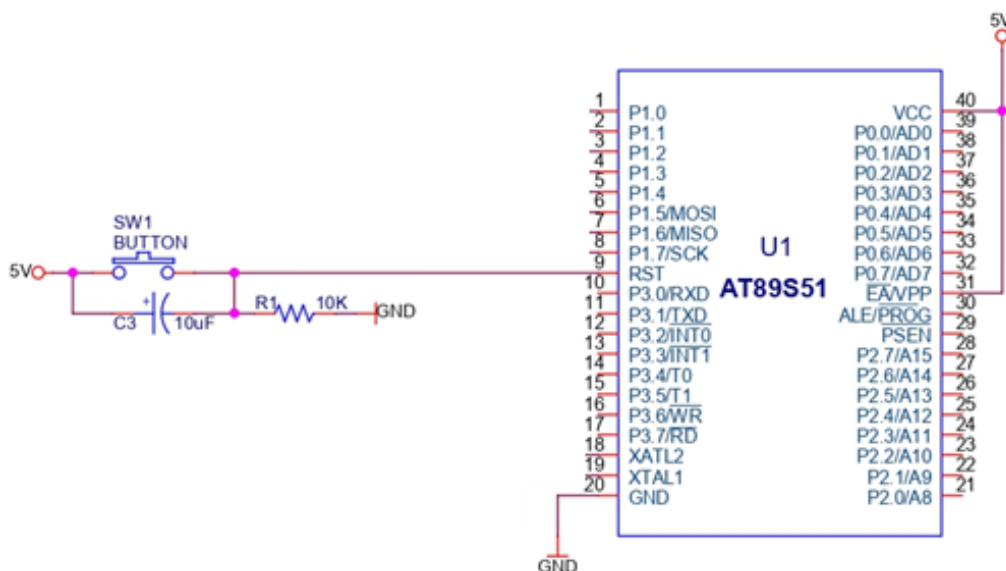 5V
1 P1.0 VCC 40
2 P1.1 P0.0/AD0 39
3 P1.2 P0.1/AD1 38
4 P1.3 P0.2/AD2 37
5 P1.4 P0.3/AD3 36
6 P1.5/MOSI P0.4/AD4 35
7 P1.6/MISO P0.5/AD5 34
8 P1.7/SCK P0.6/AD6 33
9 RST P0.7/AD7 32
10 P3.0/RXD EA/VPP 31
11 P3.1/TXD ALE/PROG 30
12 P3.2/INT0 PSEN 29
13 P3.3/INT1 P2.7/A15 28
14 P3.4/T0 P2.6/A14 27
15 P3.5/T1 P2.5/A13 26
16 P3.6/WR P2.4/A12 25
17 P3.7/RD P2.3/A11 24
18 XATL2 P2.2/A10 23
19 XTAL1 P2.1/A9 22
20 GND P2.0/A8 21
U1
AT89S51
SW1
BUTTON
5V
+
C3 10uF
R1 10K
GND
GND